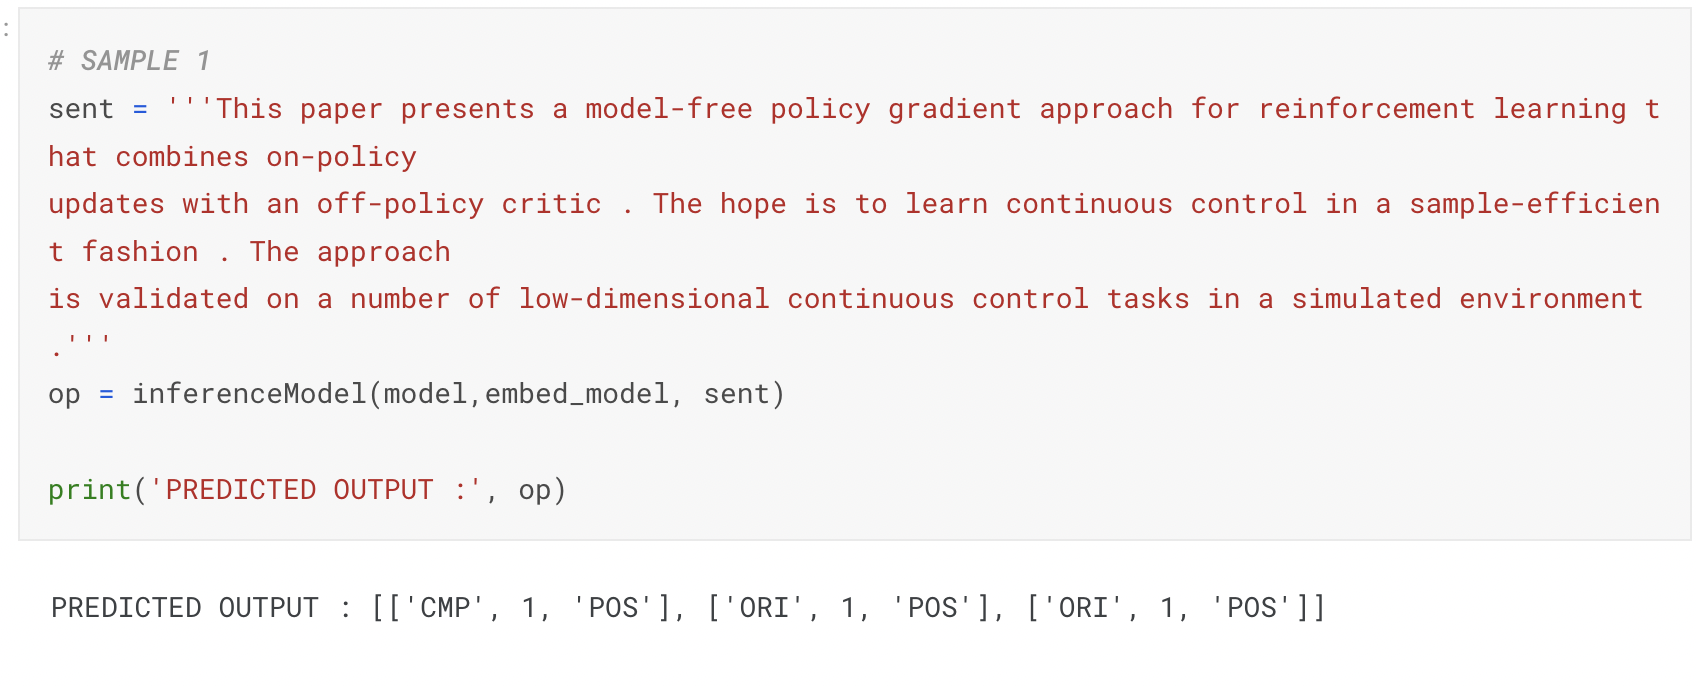 :
# SAMPLE 1
sent = '''This paper presents a model-free policy gradient approach for reinforcement learning t
hat combines on-policy
updates with an off-policy critic . The hope is to learn continuous control in a sample-efficien
t fashion . The approach
is validated on a number of low-dimensional continuous control tasks in a simulated environment
.'''
op = inferenceModel(model,embed_model, sent)
print('PREDICTED OUTPUT :', op)
PREDICTED OUTPUT : [['CMP', 1, 'POS'], ['ORI', 1, 'POS'], ['ORI', 1, 'POS']]